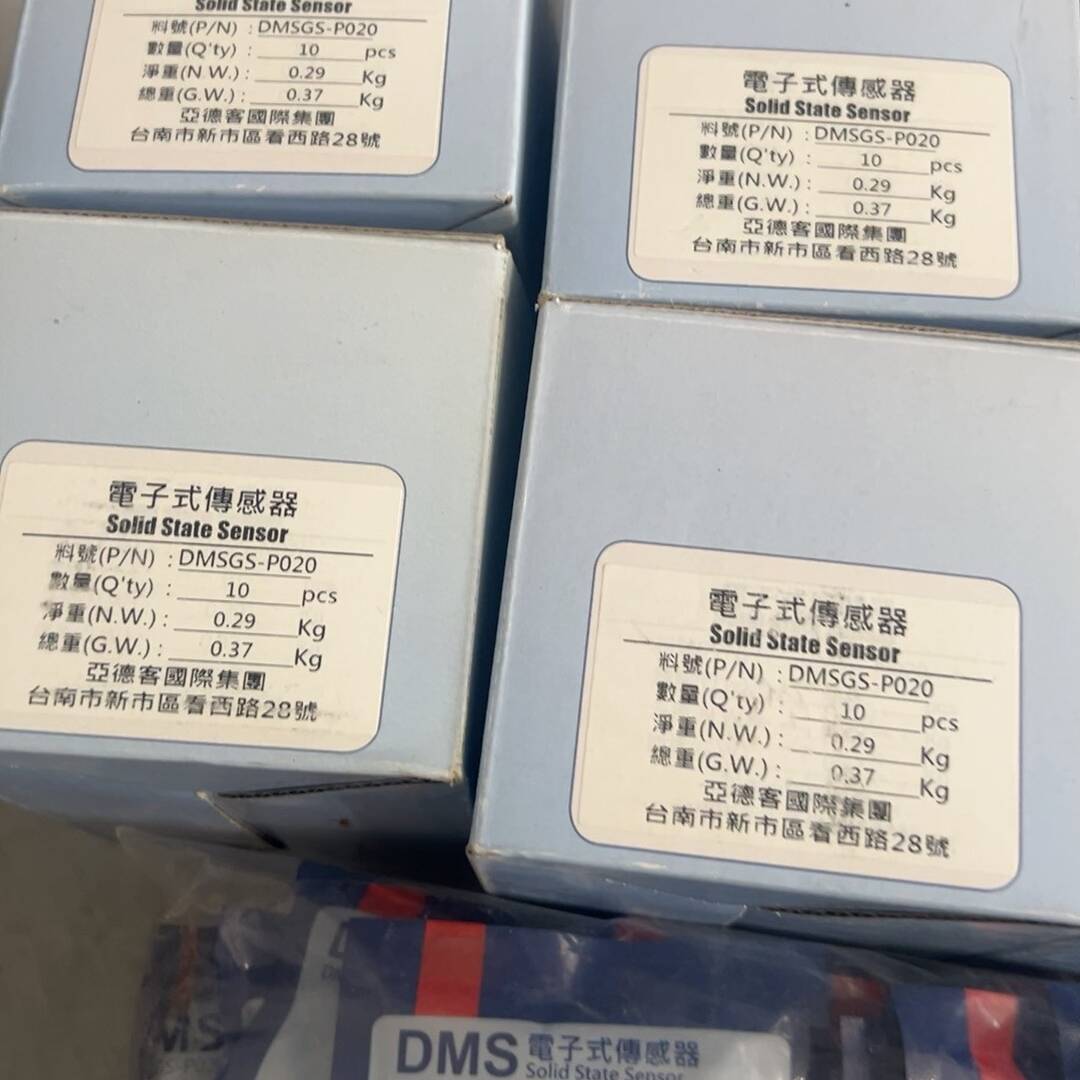 Solid State Sensor
料號(P/N) : DMSGS-P020
數量(Q'ty) : 10 pcs
淨重(N.W.) : 0.29 Kg
總重(G.W.) : 0.37 Kg
亞德客國際集團
台南市新市區看西路28號
電子式傳感器
Solid State Sensor
料號(P/N) : DMSGS-P020
數量(Q'ty) : 10 pcs
淨重(N.W.) : 0.29 Kg
總重(G.W.) : 0.37 Kg
亞德客國際集團
台南市新市區看西路28號
電子式傳感器
Solid State Sensor
料號(P/N) : DMSGS-P020
數量(Q'ty) : 10 pcs
淨重(N.W.) : 0.29 Kg
總重(G.W.) : 0.37 Kg
亞德客國際集團
台南市新市區看西路28號
電子式傳感器
Solid State Sensor
料號(P/N) : DMSGS-P020
數量(Q'ty) : 10 pcs
淨重(N.W.) : 0.29 Kg
總重(G.W.) : 0.37 Kg
亞德客國際集團
台南市新市區看西路28號
DMS 電子式傳感器
Solid State Sensor